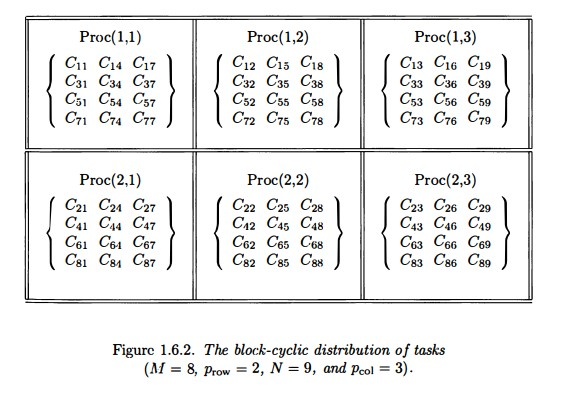 Proc(1,1) Proc(1,2) Proc(1,3)
C11 C14 C17 C12 C15 C18 C13 C16 C19
C31 C34 C37 C32 C35 C38 C33 C36 C39
C51 C54 C57 C52 C55 C58 C53 C56 C59
C71 C74 C77 C72 C75 C78 C73 C76 C79
Proc(2,1) Proc(2,2) Proc(2,3)
C21 C24 C27 C22 C25 C28 C23 C26 C29
C41 C44 C47 C42 C45 C48 C43 C46 C49
C61 C64 C67 C62 C65 C68 C63 C66 C69
C81 C84 C87 C82 C85 C88 C83 C86 C89
Figure 1.6.2. The block-cyclic distribution of tasks
(M = 8, prow = 2, N = 9, and pcol = 3).